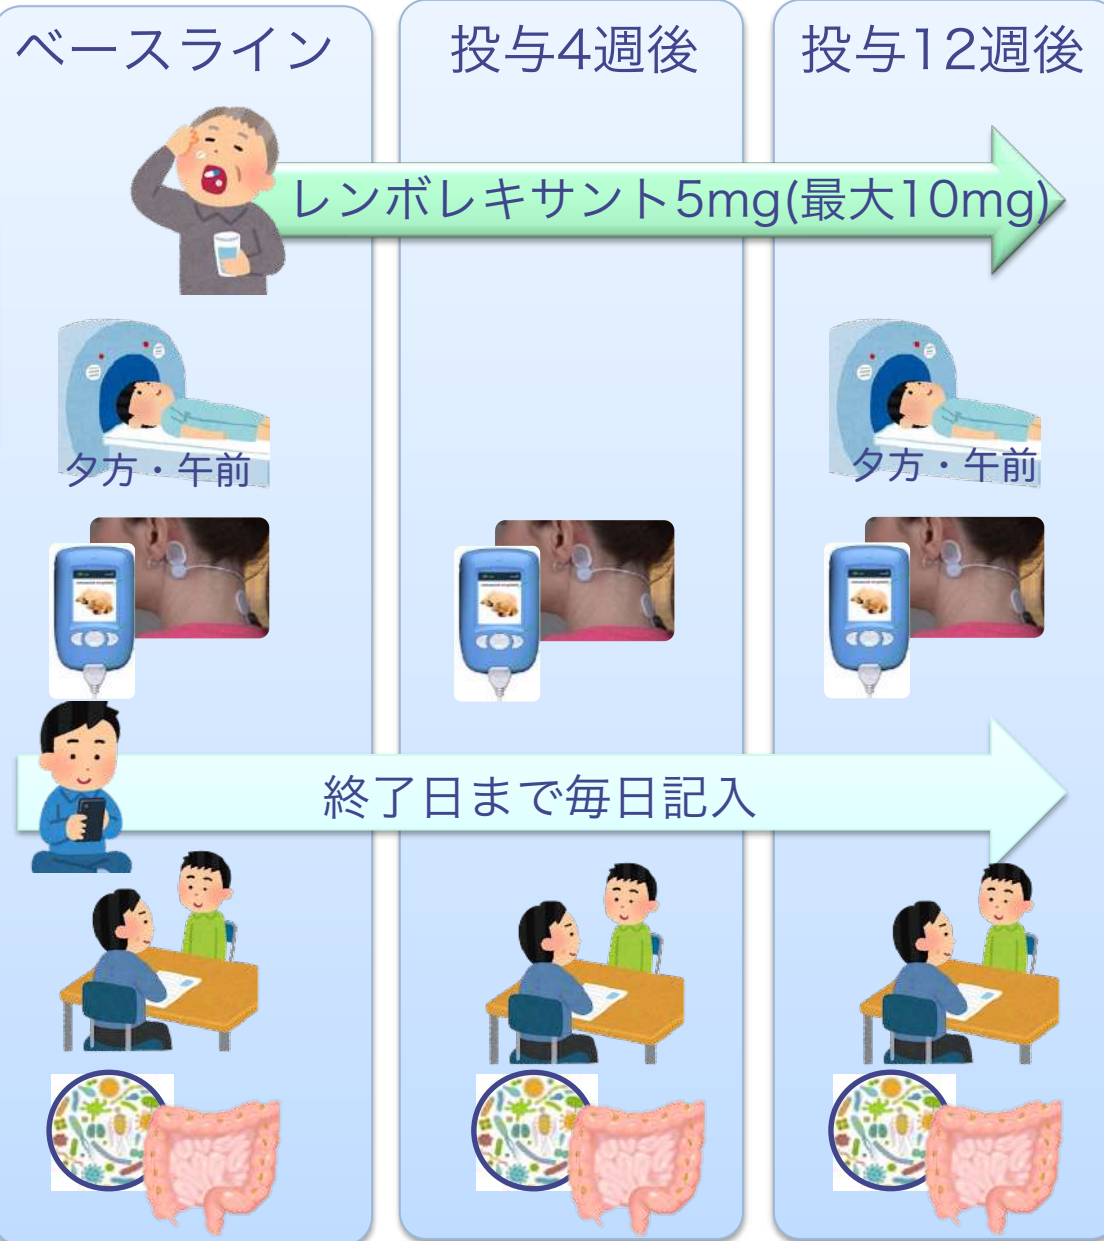 ベースライン
投与4週後
投与12週後
レンボレキサント5mg(最大10mg)
夕方・午前
夕方・午前
終了日まで毎日記入